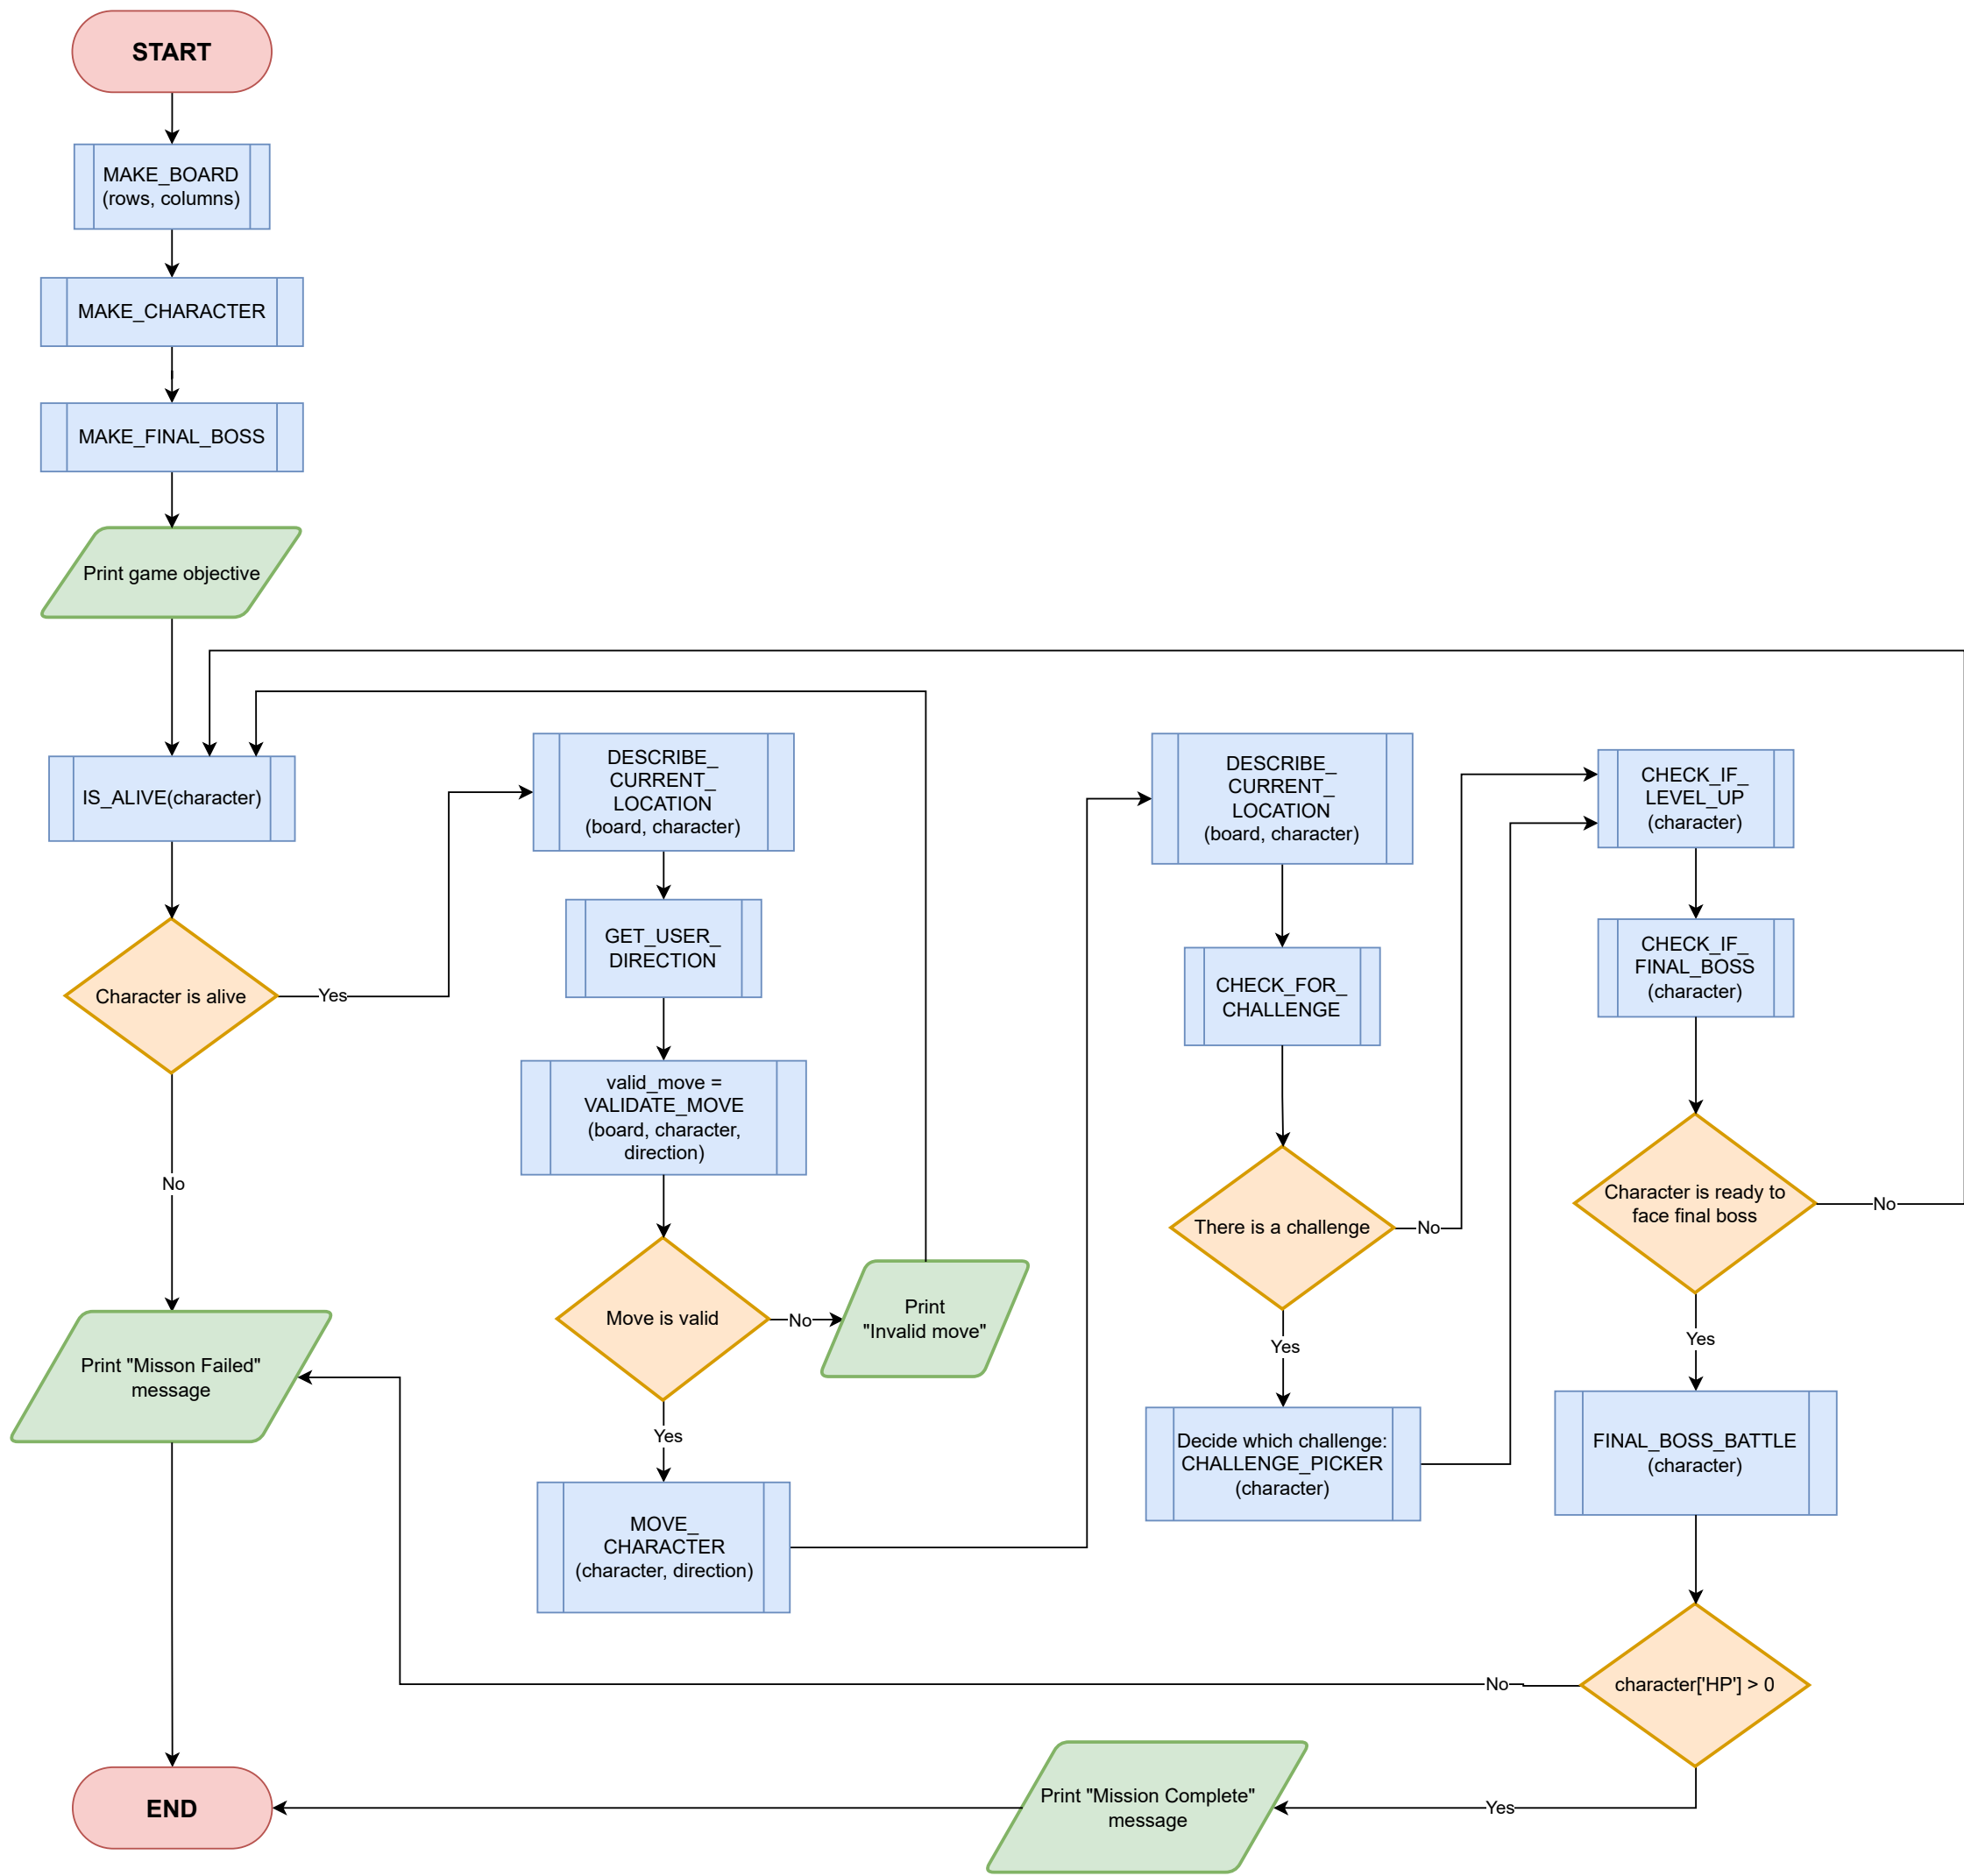 START
MAKE_BOARD
(rows, columns)
MAKE_CHARACTER
MAKE_FINAL_BOSS
Print game objective
IS_ALIVE(character)
Character is alive
Yes
No
Print "Misson Failed"
message
END
DESCRIBE_
CURRENT_
LOCATION
(board, character)
GET_USER_
DIRECTION
valid_move =
VALIDATE_MOVE
(board, character,
direction)
Move is valid
No
Print
"Invalid move"
Yes
MOVE_
CHARACTER
(character, direction)
DESCRIBE_
CURRENT_
LOCATION
(board, character)
CHECK_FOR_
CHALLENGE
There is a challenge
No
Yes
Decide which challenge:
CHALLENGE_PICKER
(character)
CHECK_IF_
LEVEL_UP
(character)
CHECK_IF_
FINAL_BOSS
(character)
Character is ready to
face final boss
No
Yes
FINAL_BOSS_BATTLE
(character)
character['HP'] > 0
No
Yes
Print "Mission Complete"
message